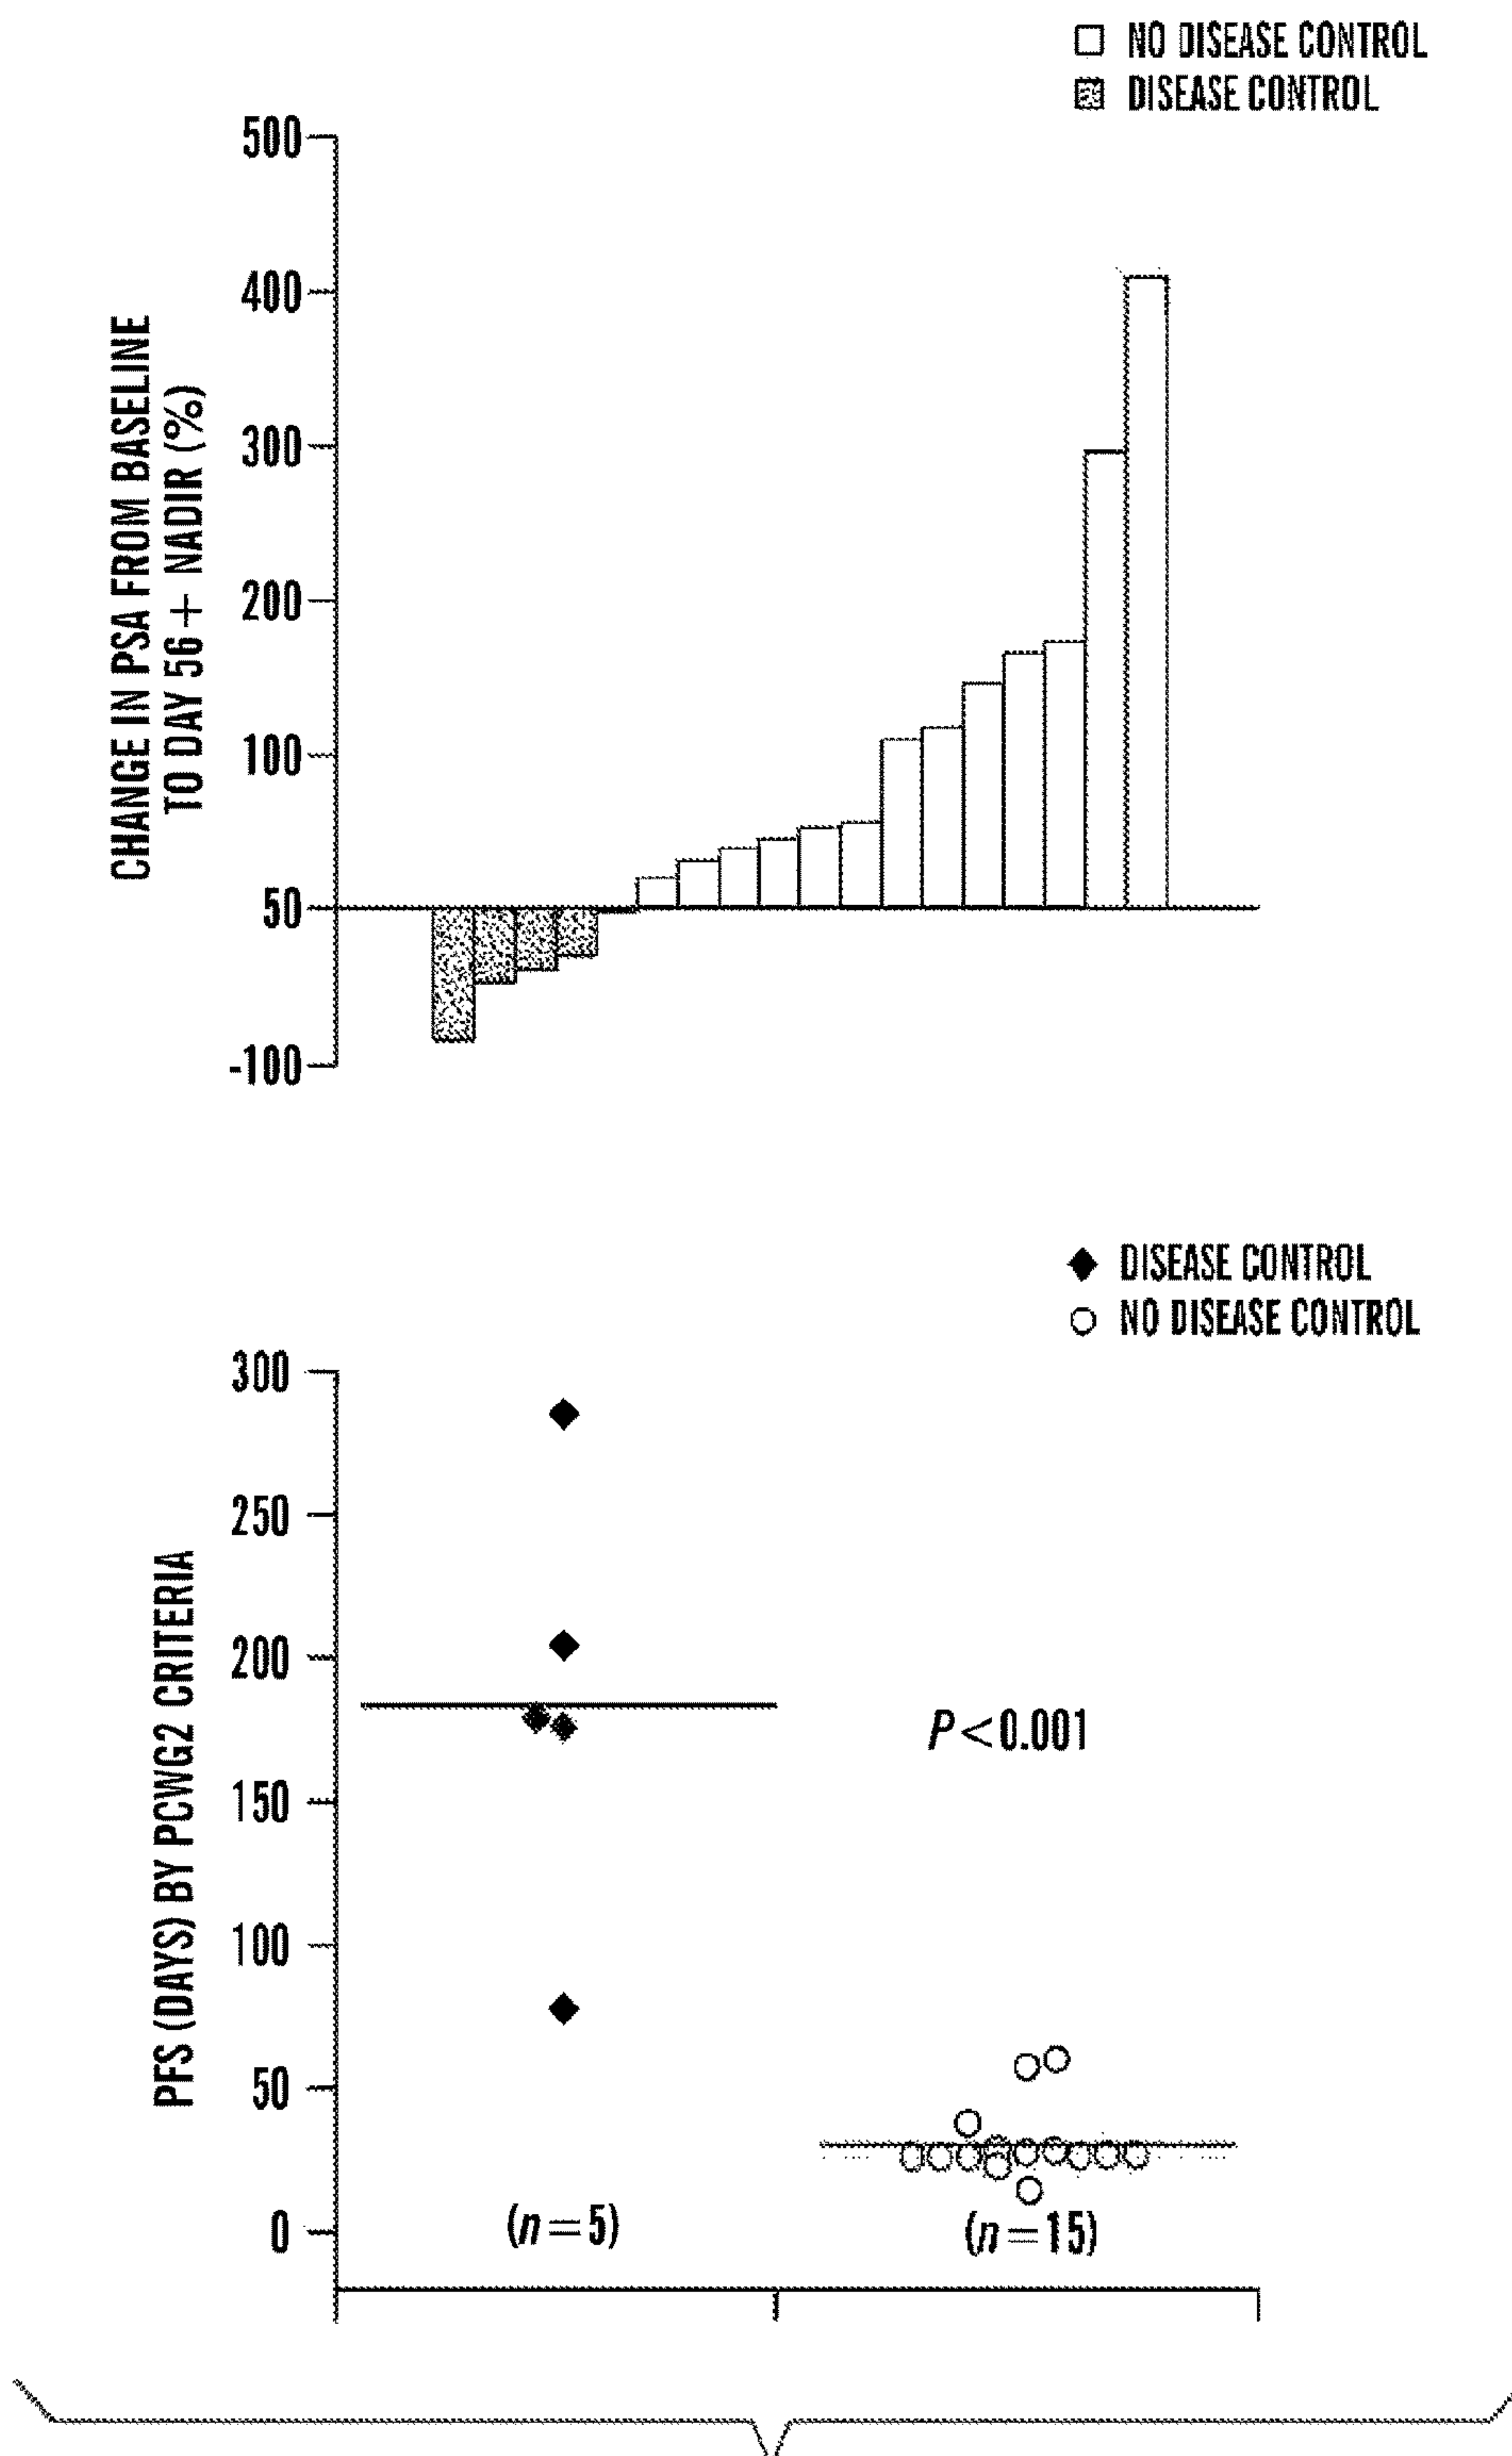 NO DISEASE CONTROL
DISEASE CONTROL
500
400
300
200
100
50
-100
CHANGE IN PSA FROM BASELINE
TO DAY 56 + NADIR (%)
DISEASE CONTROL
NO DISEASE CONTROL
300
250
200
150
100
50
0
PFS (DAYS) BY PCWG2 CRITERIA
P<0.001
(n=5)
(n=15)